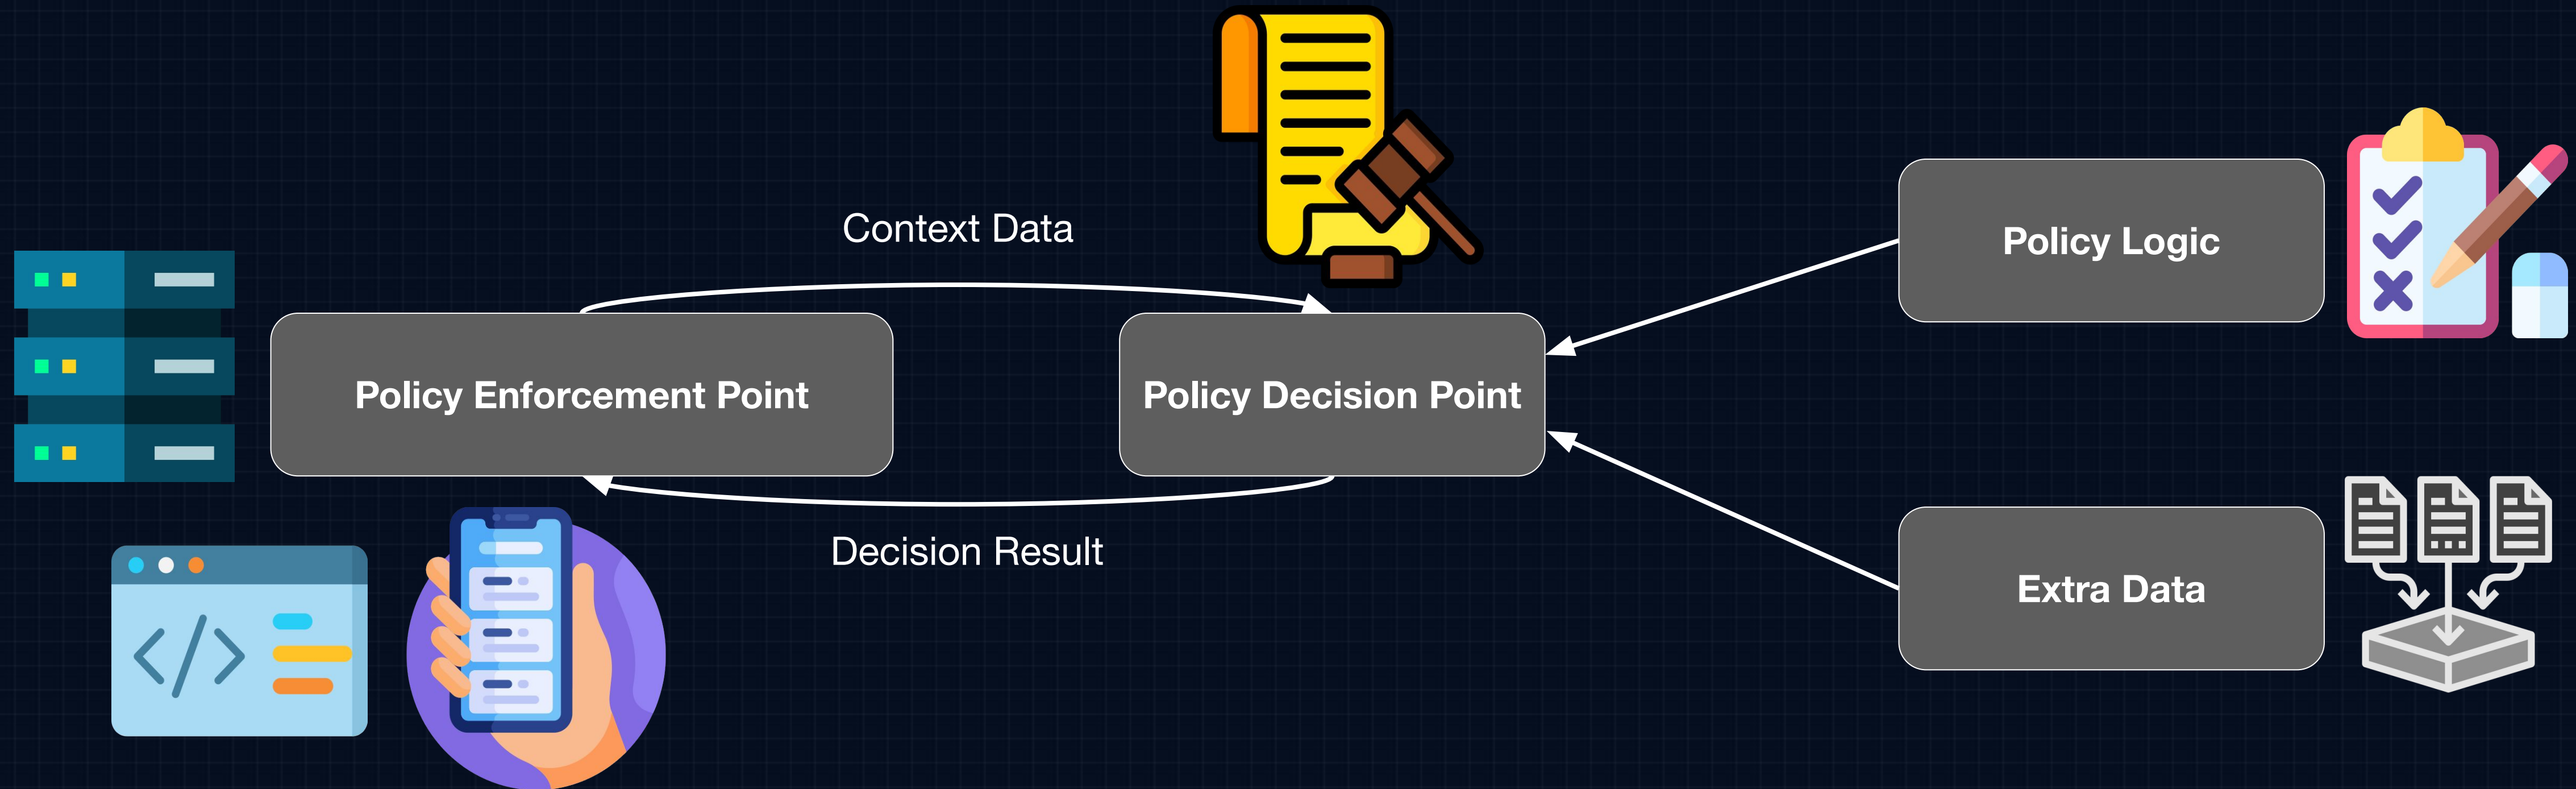 Context Data
Policy Logic
Policy Enforcement Point
Policy Decision Point
Decision Result
Extra Data